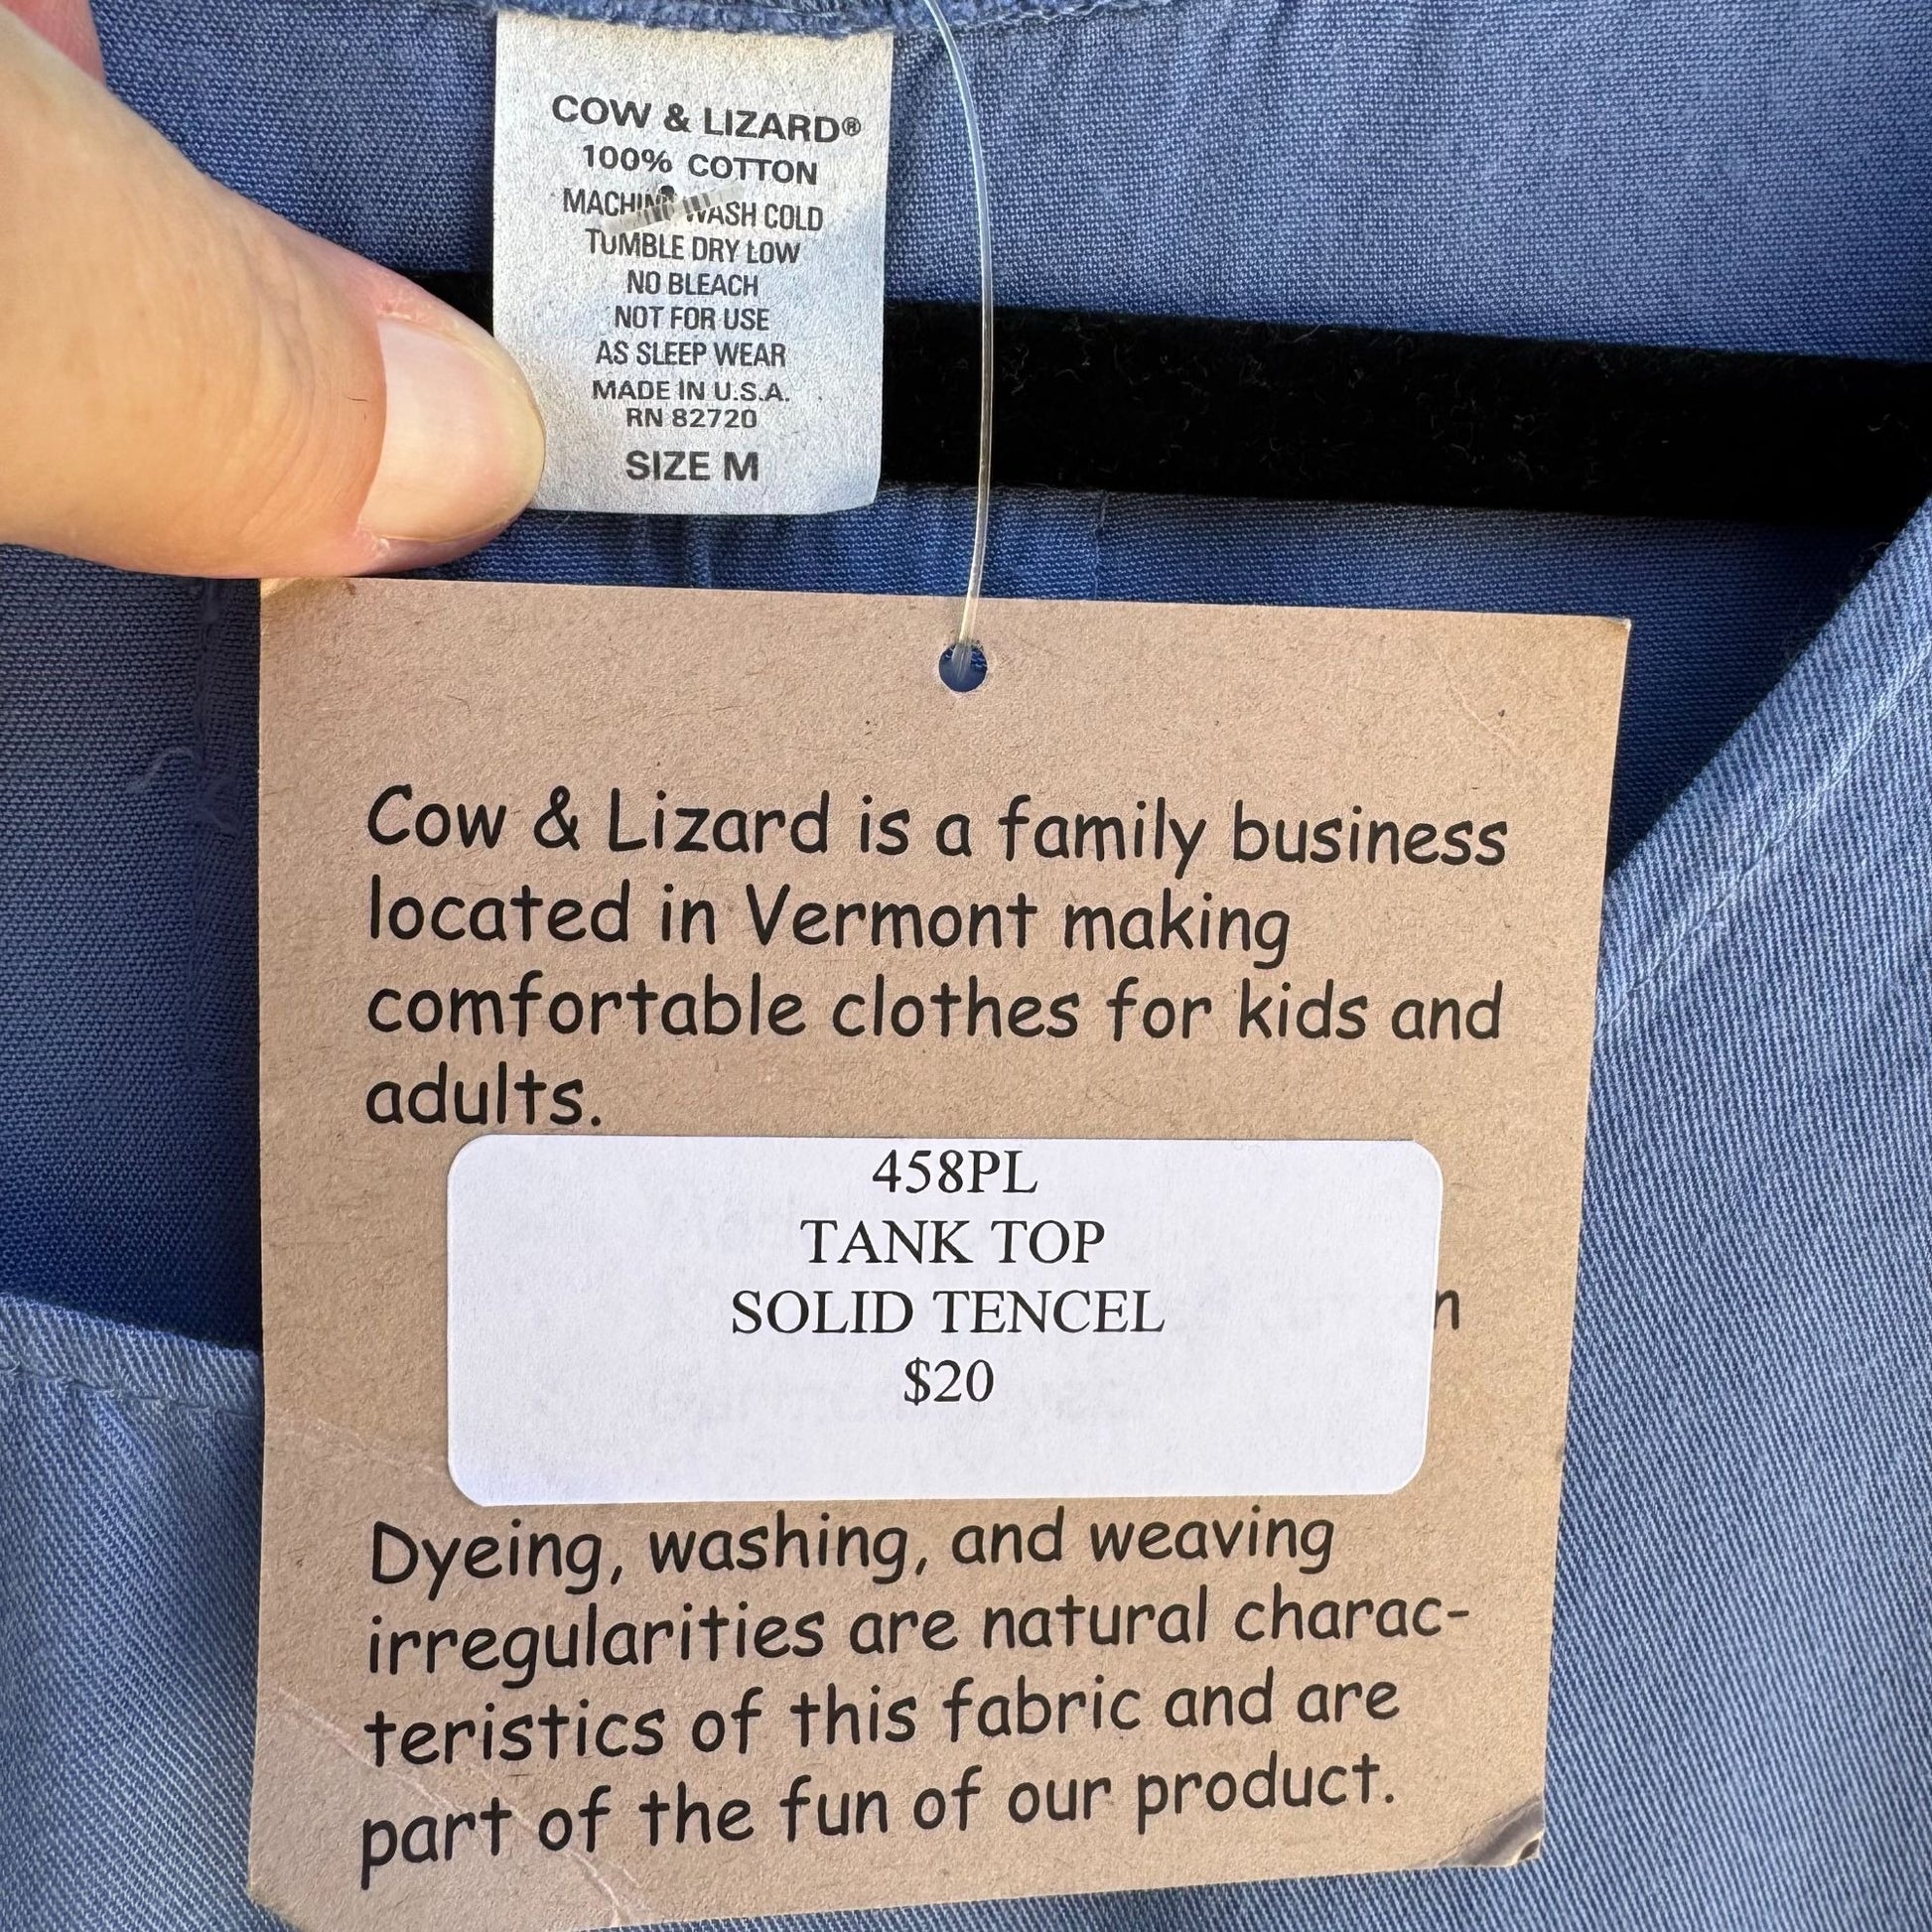 COW & LIZARD®
100% COTTON
MACHINE WASH COLD
TUMBLE DRY LOW
NO BLEACH
NOT FOR USE
AS SLEEP WEAR
MADE IN U.S.A.
RN 82720
SIZE M
Cow & Lizard is a family business
located in Vermont making
comfortable clothes for kids and
adults.
458PL
TANK TOP
SOLID TENCEL
$20
Dyeing, washing, and weaving
irregularities are natural charac-
teristics of this fabric and are
part of the fun of our product.